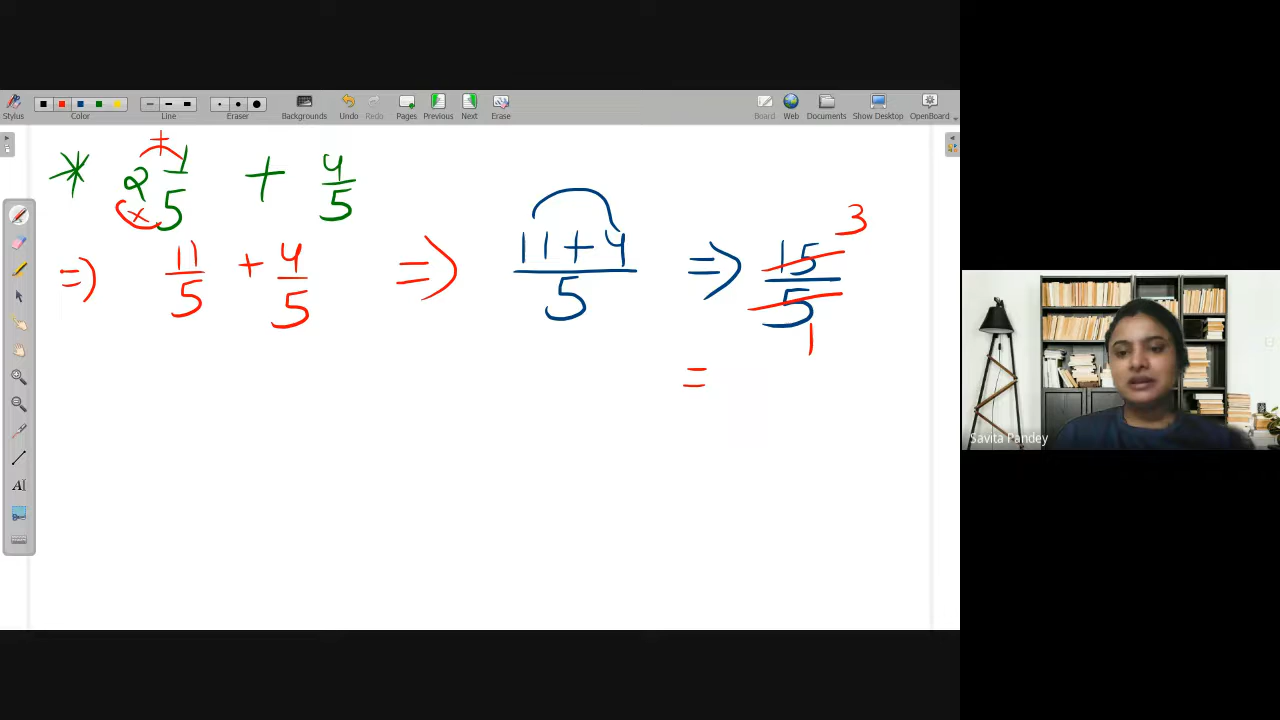 Stylus Color Line Eraser Backgrounds Undo Redo Pages Previous Next Erase Board Web Documents Show Desktop OpenBoard
+
* 2 1/5 + 4/5
×
=> 11/5 + 4/5 => 11+4/5 => 15/5 3
1
=
AI
Savita Pandey